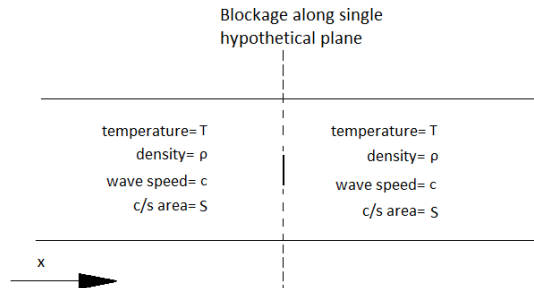 Blockage along single
hypothetical plane
temperature= T
density= ρ
wave speed= c
c/s area= S
temperature= T
density= ρ
wave speed= c
c/s area= S
x